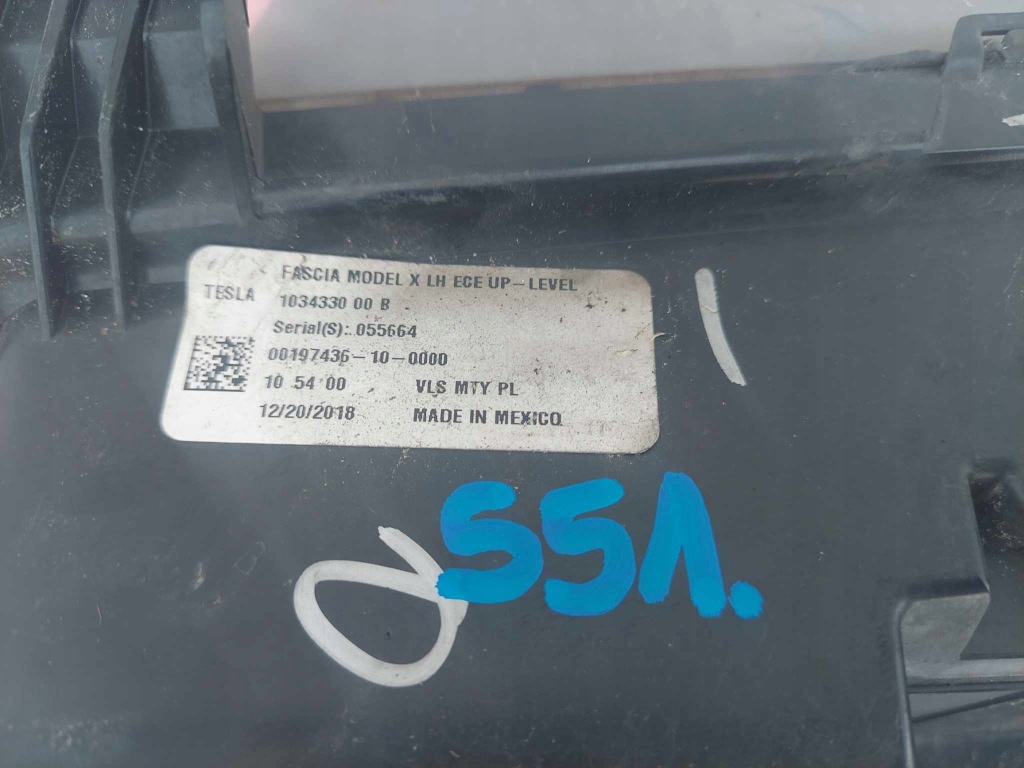 FASCIA MODEL X LH ECE UP-LEVEL
TESLA 1034330 00 B
Serial(S): 055664
00197436-10-0000
10 54 00 VLS MTY PL
12/20/2018 MADE IN MEXICO
551.